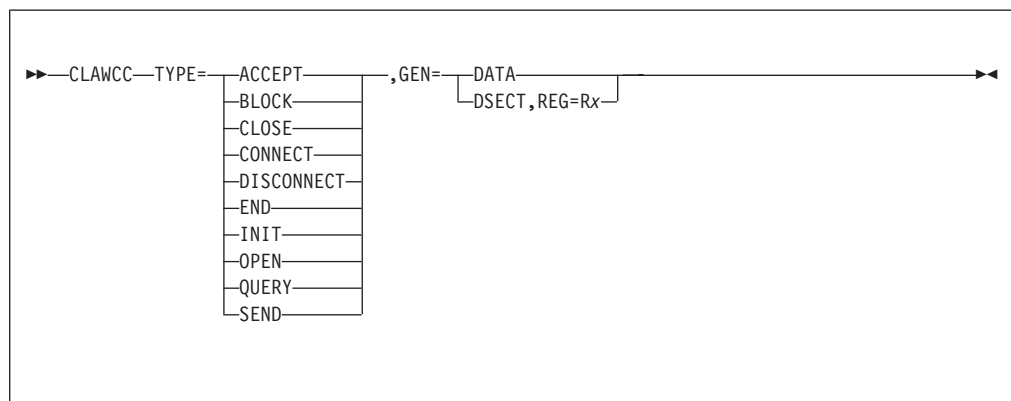 CLAWCC TYPE= ACCEPT ,GEN= DATA
BLOCK DSECT,REG=Rx
CLOSE
CONNECT
DISCONNECT
END
INIT
OPEN
QUERY
SEND